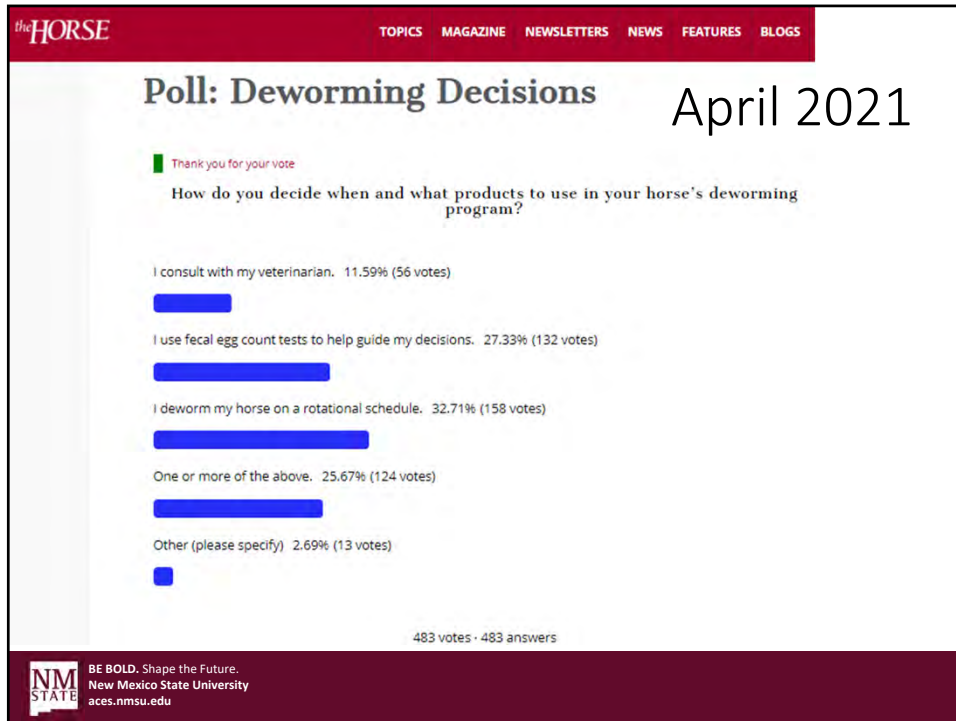 the HORSE
TOPICS MAGAZINE NEWSLETTERS NEWS FEATURES BLOGS
Poll: Deworming Decisions
April 2021
Thank you for your vote
How do you decide when and what products to use in your horse's deworming
program?
I consult with my veterinarian. 11.59% (56 votes)
I use fecal egg count tests to help guide my decisions. 27.33% (132 votes)
I deworm my horse on a rotational schedule. 32.71% (158 votes)
One or more of the above. 25.67% (124 votes)
Other (please specify) 2.69% (13 votes)
483 votes · 483 answers
NM
STATE
BE BOLD. Shape the Future.
New Mexico State University
aces.nmsu.edu